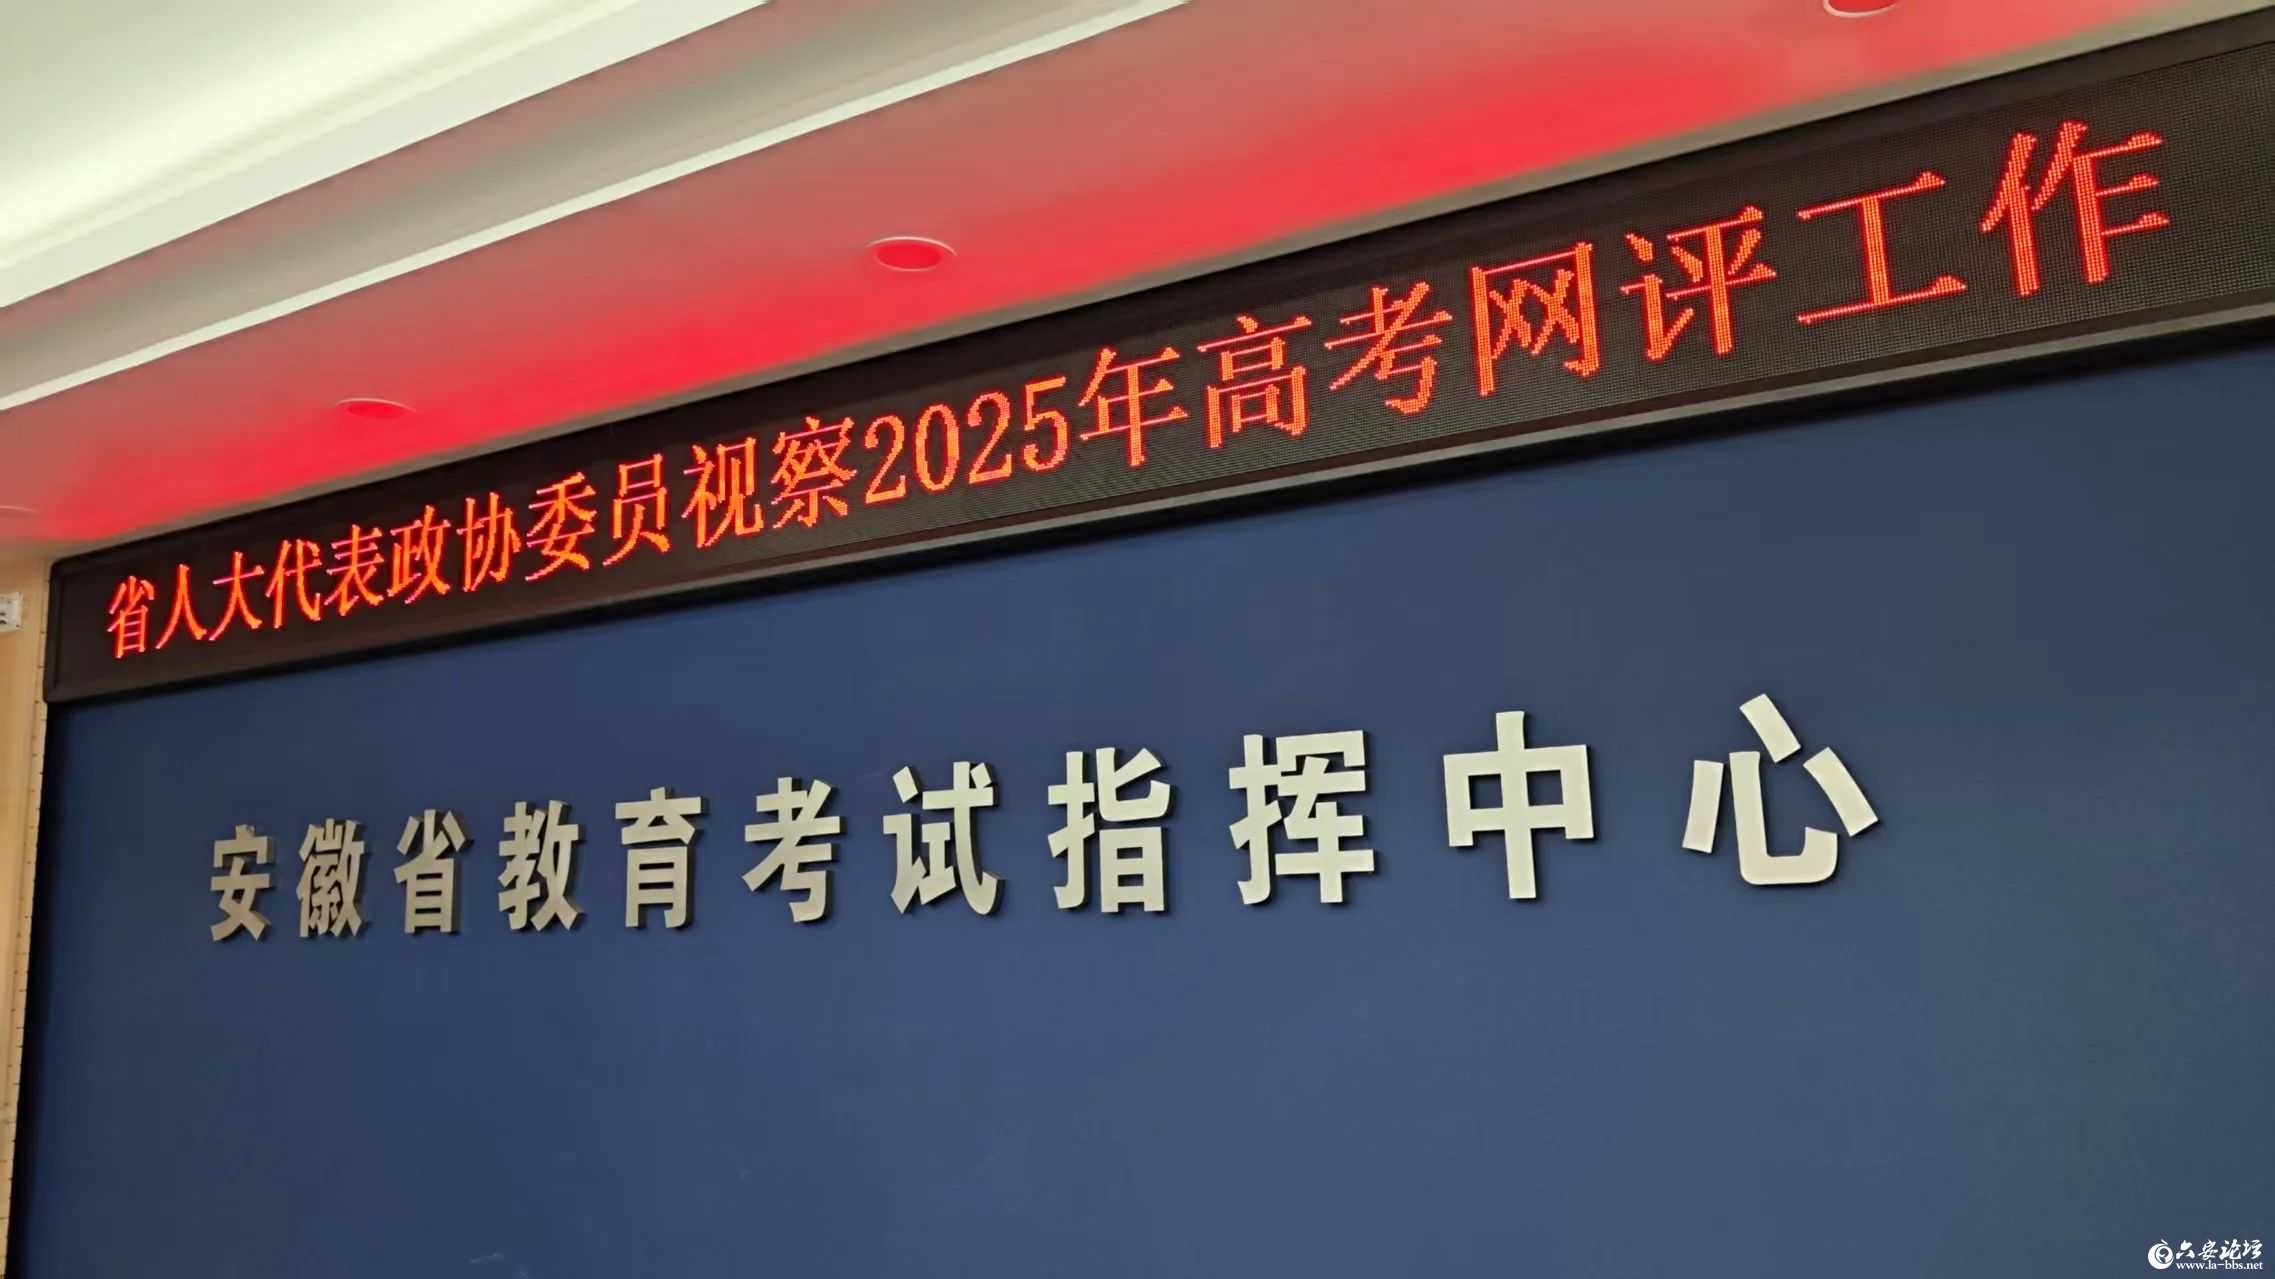 省人大代表政协委员视察2025年高考网评工作
安徽省教育考试指挥中心
六安论坛
www.la-bbs.net